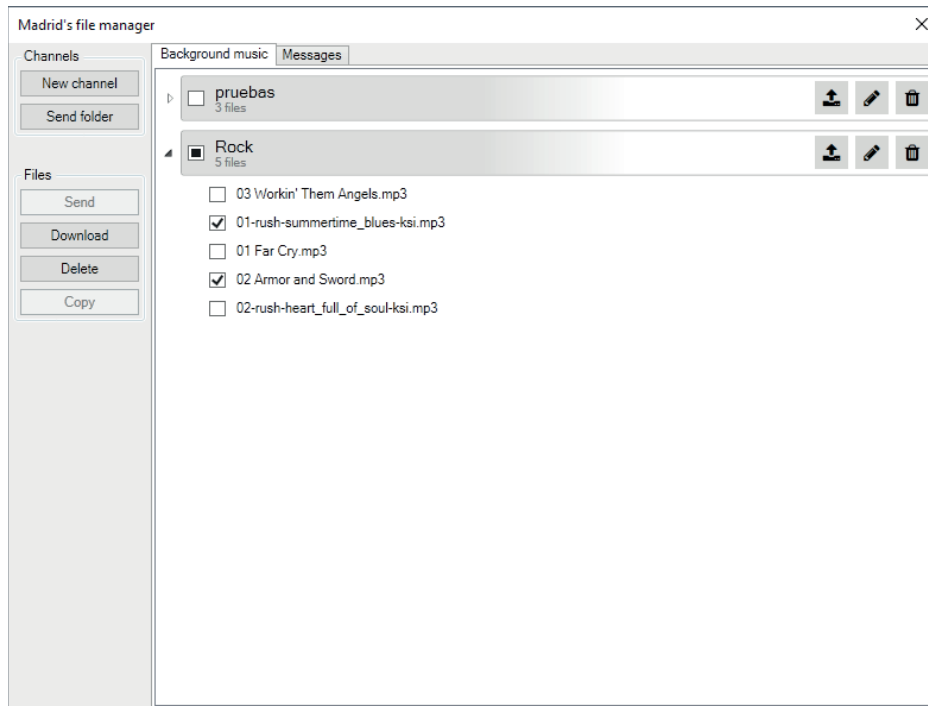 Madrid's file manager
Channels
New channel
Send folder
Files
Send
Download
Delete
Copy
Background music
Messages
pruebas
3 files
Rock
5 files
03 Workin' Them Angels.mp3
01-rush-summertime_blues-ksi.mp3
01 Far Cry.mp3
02 Armor and Sword.mp3
02-rush-heart_full_of_soul-ksi.mp3